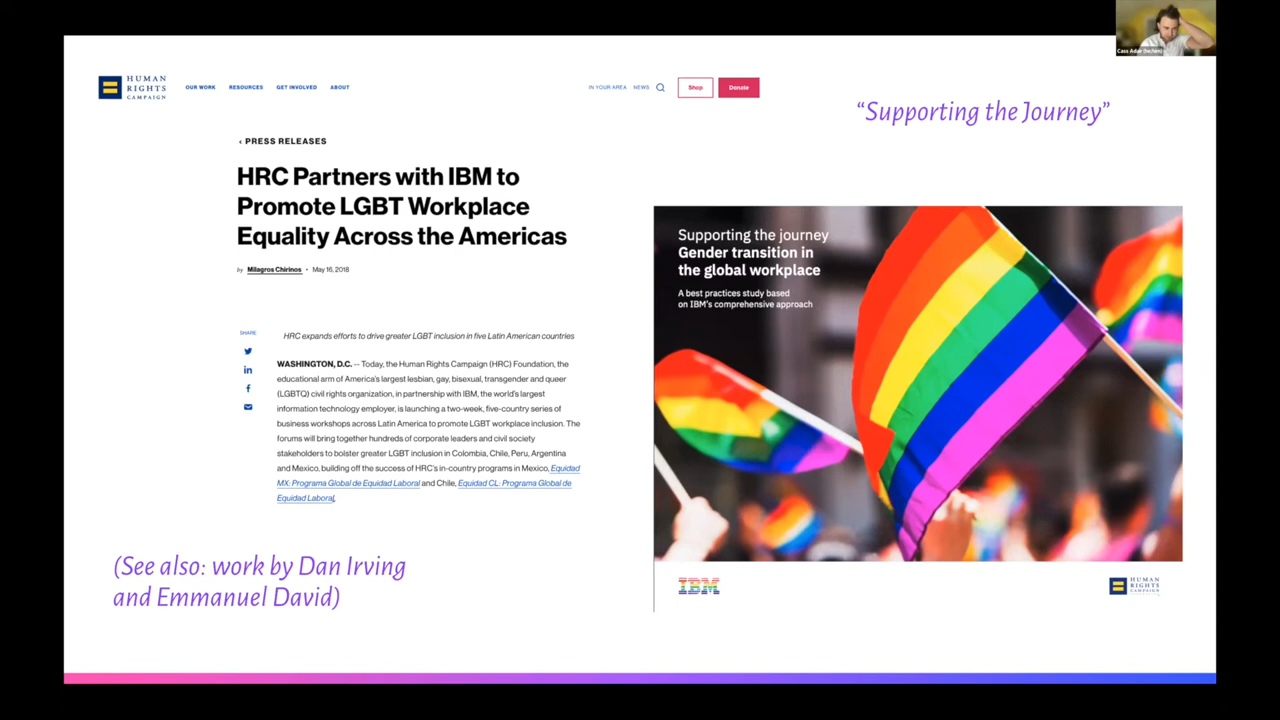 Cass Adair (he/him)
HUMAN
RIGHTS
CAMPAIGN
OUR WORK
RESOURCES
GET INVOLVED
ABOUT
IN YOUR AREA
NEWS
Shop
Donate
“Supporting the Journey”
‹ PRESS RELEASES
HRC Partners with IBM to
Promote LGBT Workplace
Equality Across the Americas
by Milagros Chirinos • May 16, 2018
SHARE
HRC expands efforts to drive greater LGBT inclusion in five Latin American countries
WASHINGTON, D.C. -- Today, the Human Rights Campaign (HRC) Foundation, the
educational arm of America's largest lesbian, gay, bisexual, transgender and queer
(LGBTQ) civil rights organization, in partnership with IBM, the world's largest
information technology employer, is launching a two-week, five-country series of
business workshops across Latin America to promote LGBT workplace inclusion. The
forums will bring together hundreds of corporate leaders and civil society
stakeholders to bolster greater LGBT inclusion in Colombia, Chile, Peru, Argentina
and Mexico, building off the success of HRC's in-country programs in Mexico, Equidad
MX: Programa Global de Equidad Laboral and Chile, Equidad CL: Programa Global de
Equidad Laboral.
Supporting the journey
Gender transition in
the global workplace
A best practices study based
on IBM's comprehensive approach
IBM
HUMAN
RIGHTS
CAMPAIGN
(See also: work by Dan Irving
and Emmanuel David)